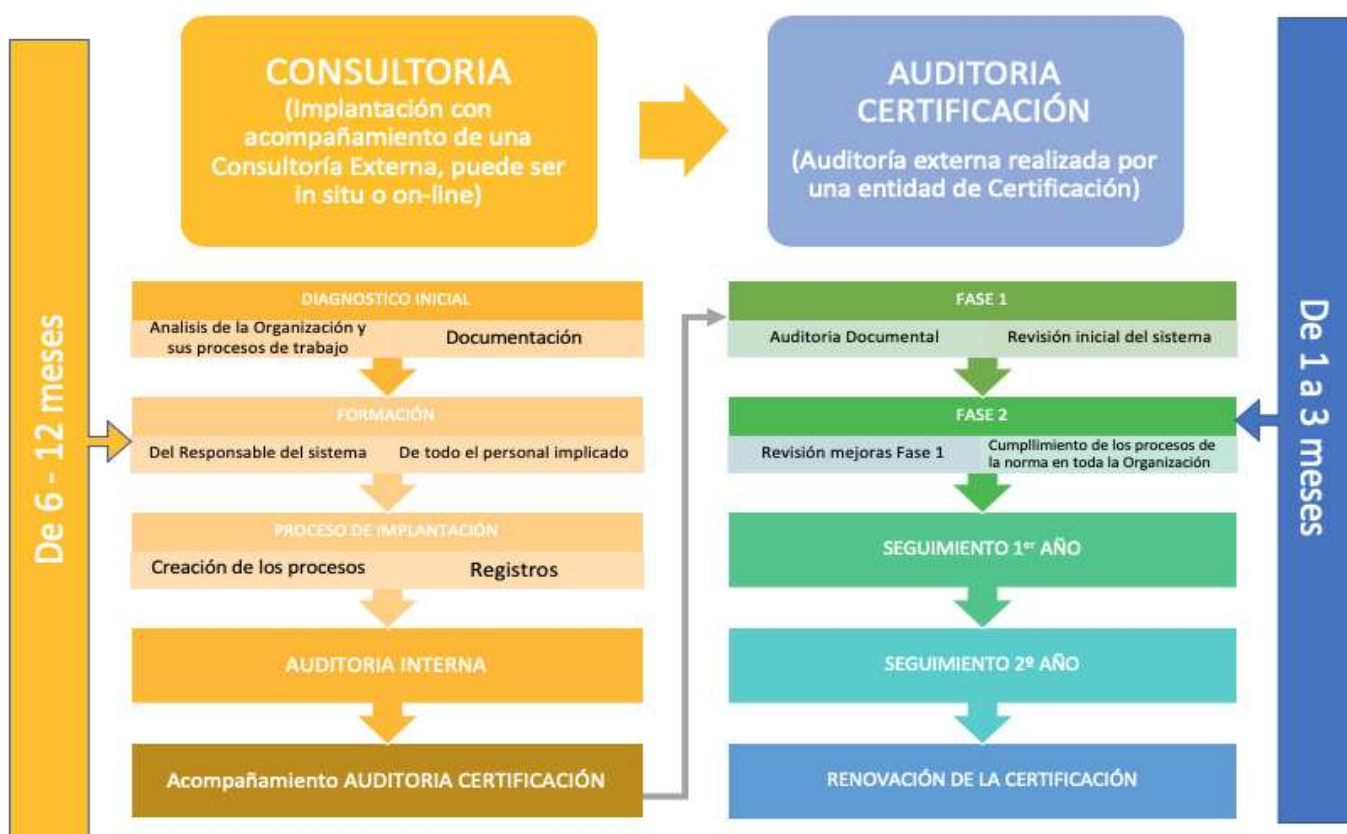 De 6 - 12 meses
CONSULTORIA
(Implantación con
acompañamiento de una
Consultoría Externa, puede ser
in situ o on-line)
DIAGNOSTICO INICIAL
Analisis de la Organización y
sus procesos de trabajo
Documentación
FORMACIÓN
Del Responsable del sistema
De todo el personal implicado
PROCESO DE IMPLANTACIÓN
Creación de los procesos
Registros
AUDITORIA INTERNA
Acompañamiento AUDITORIA CERTIFICACIÓN
AUDITORIA
CERTIFICACIÓN
(Auditoría externa realizada por
una entidad de Certificación)
FASE 1
Auditoria Documental
Revisión inicial del sistema
FASE 2
Revisión mejoras Fase 1
Cumpllimiento de los procesos de
la norma en toda la Organización
SEGUIMIENTO 1er AÑO
SEGUIMIENTO 2º AÑO
RENOVACIÓN DE LA CERTIFICACIÓN
De 1 a 3 meses